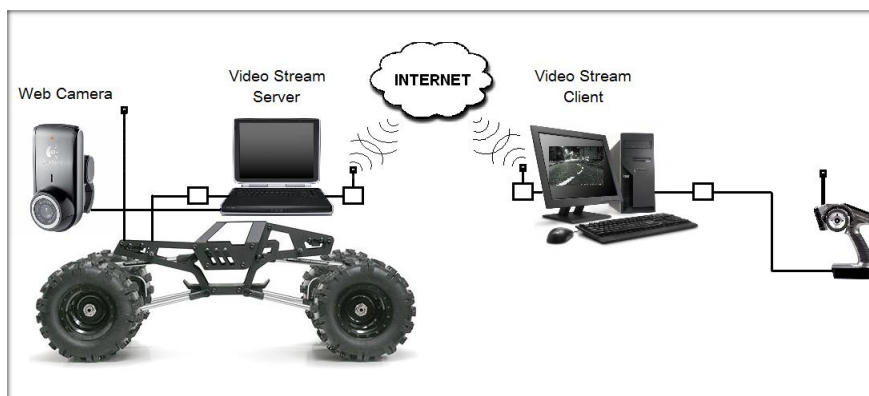 Web Camera
Video Stream
Server
INTERNET
Video Stream
Client